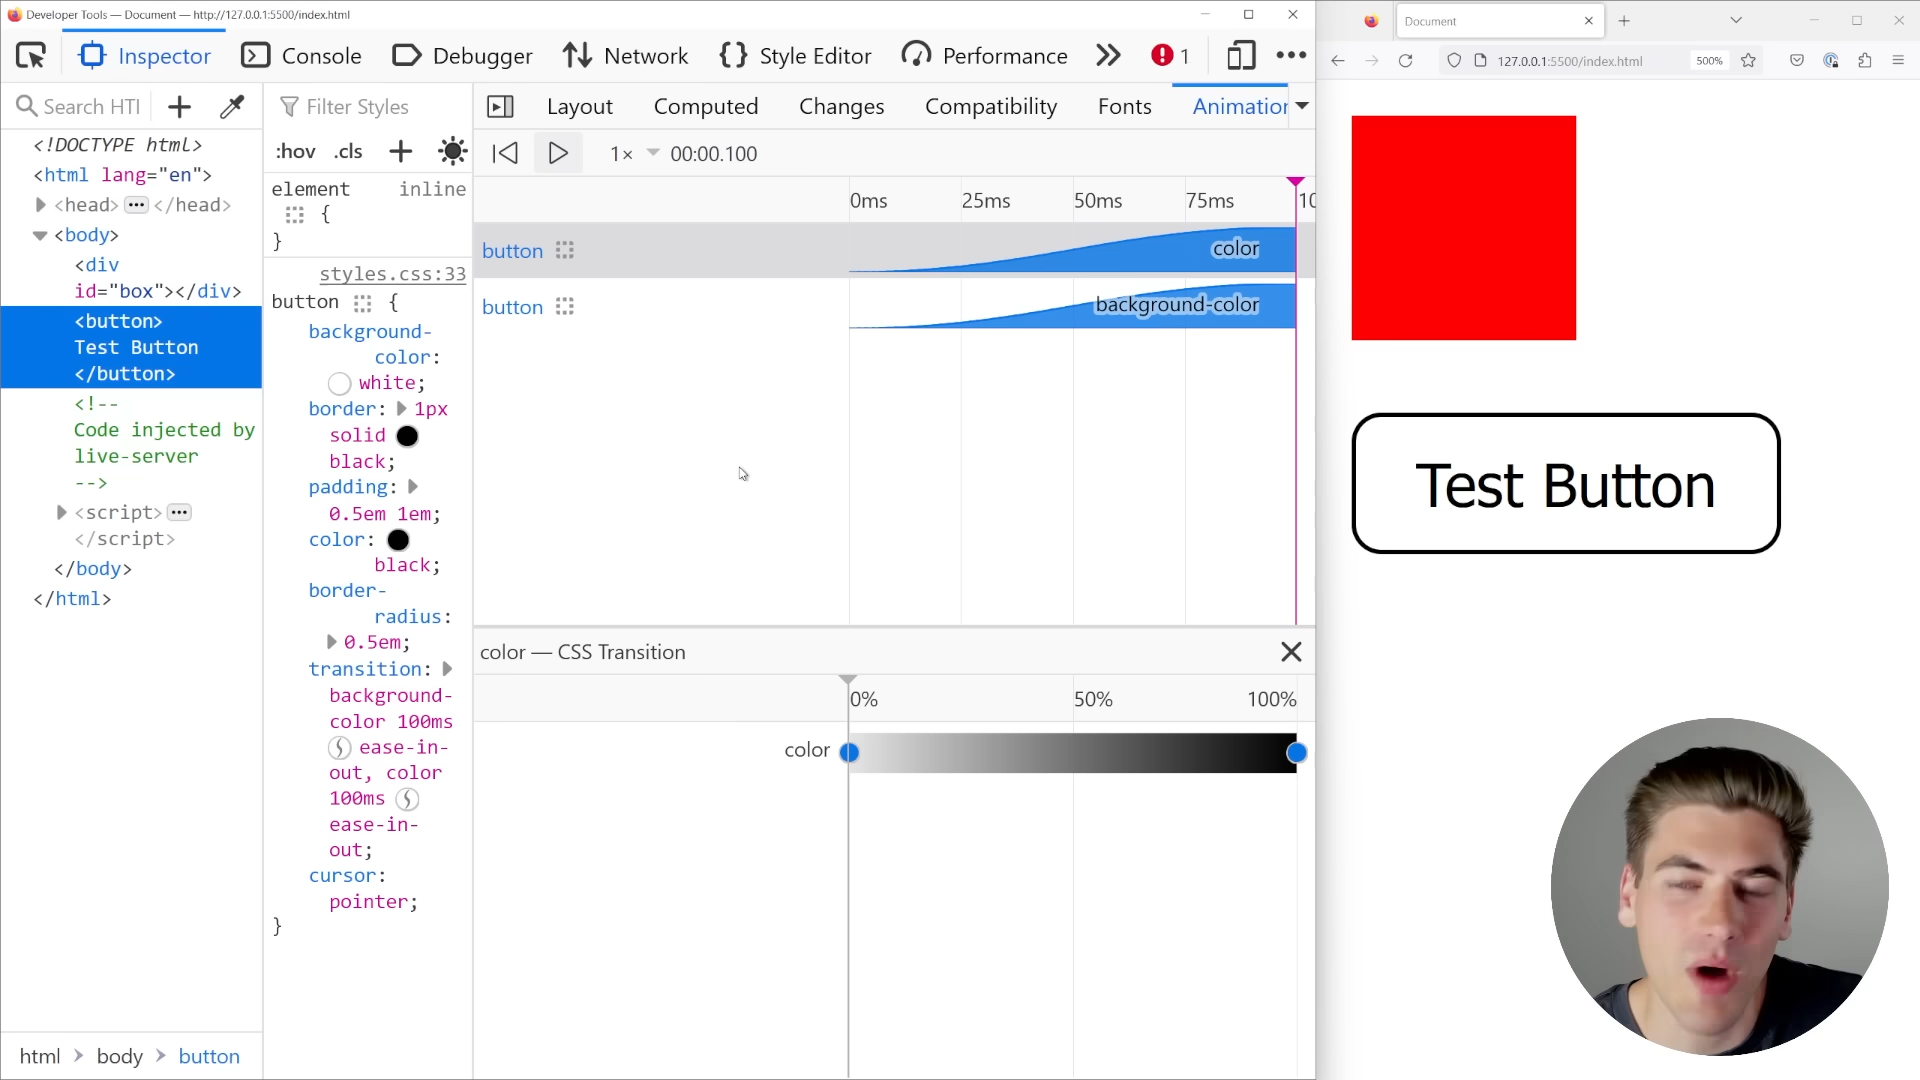 Developer Tools — Document — http://127.0.0.1:5500/index.html
Inspector
Console
Debugger
Network
Style Editor
Performance
1
Search HTI
Filter Styles
Layout
Computed
Changes
Compatibility
Fonts
Animation
:hov
.cls
1×
00:00.100
<!DOCTYPE html>
<html lang="en">
<head> ••• </head>
<body>
<div
id="box"></div>
<button>
Test Button
</button>
<!--
Code injected by
live-server
-->
<script> •••
</script>
</body>
</html>
html
body
button
element
inline
{
}
styles.css:33
button {
background-
color:
white;
border: 1px
solid
black;
padding:
0.5em 1em;
color:
black;
border-
radius:
0.5em;
transition:
background-
color 100ms
ease-in-
out, color
100ms
ease-in-
out;
cursor:
pointer;
}
0ms
25ms
50ms
75ms
10
button
color
button
background-color
color — CSS Transition
0%
50%
100%
color
Document
127.0.0.1:5500/index.html
500%
Test Button